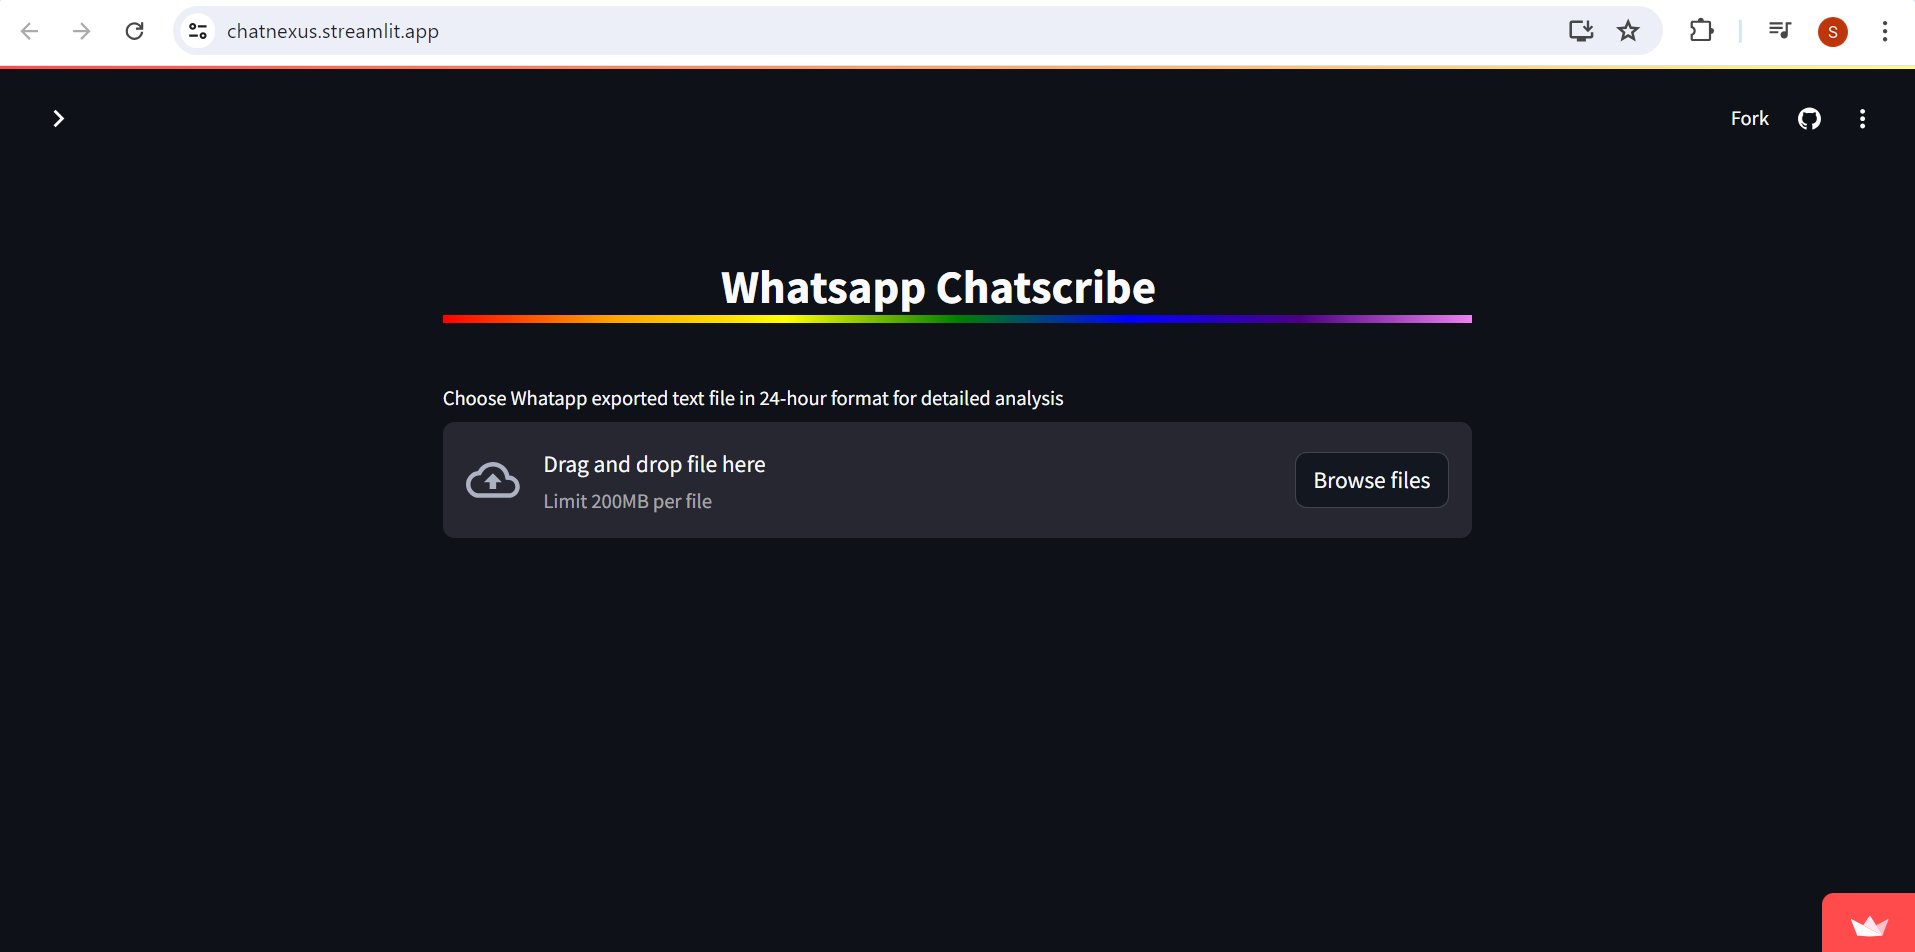 chatnexus.streamlit.app
S
Fork
Whatsapp Chatscribe
Choose Whatapp exported text file in 24-hour format for detailed analysis
Drag and drop file here
Limit 200MB per file
Browse files